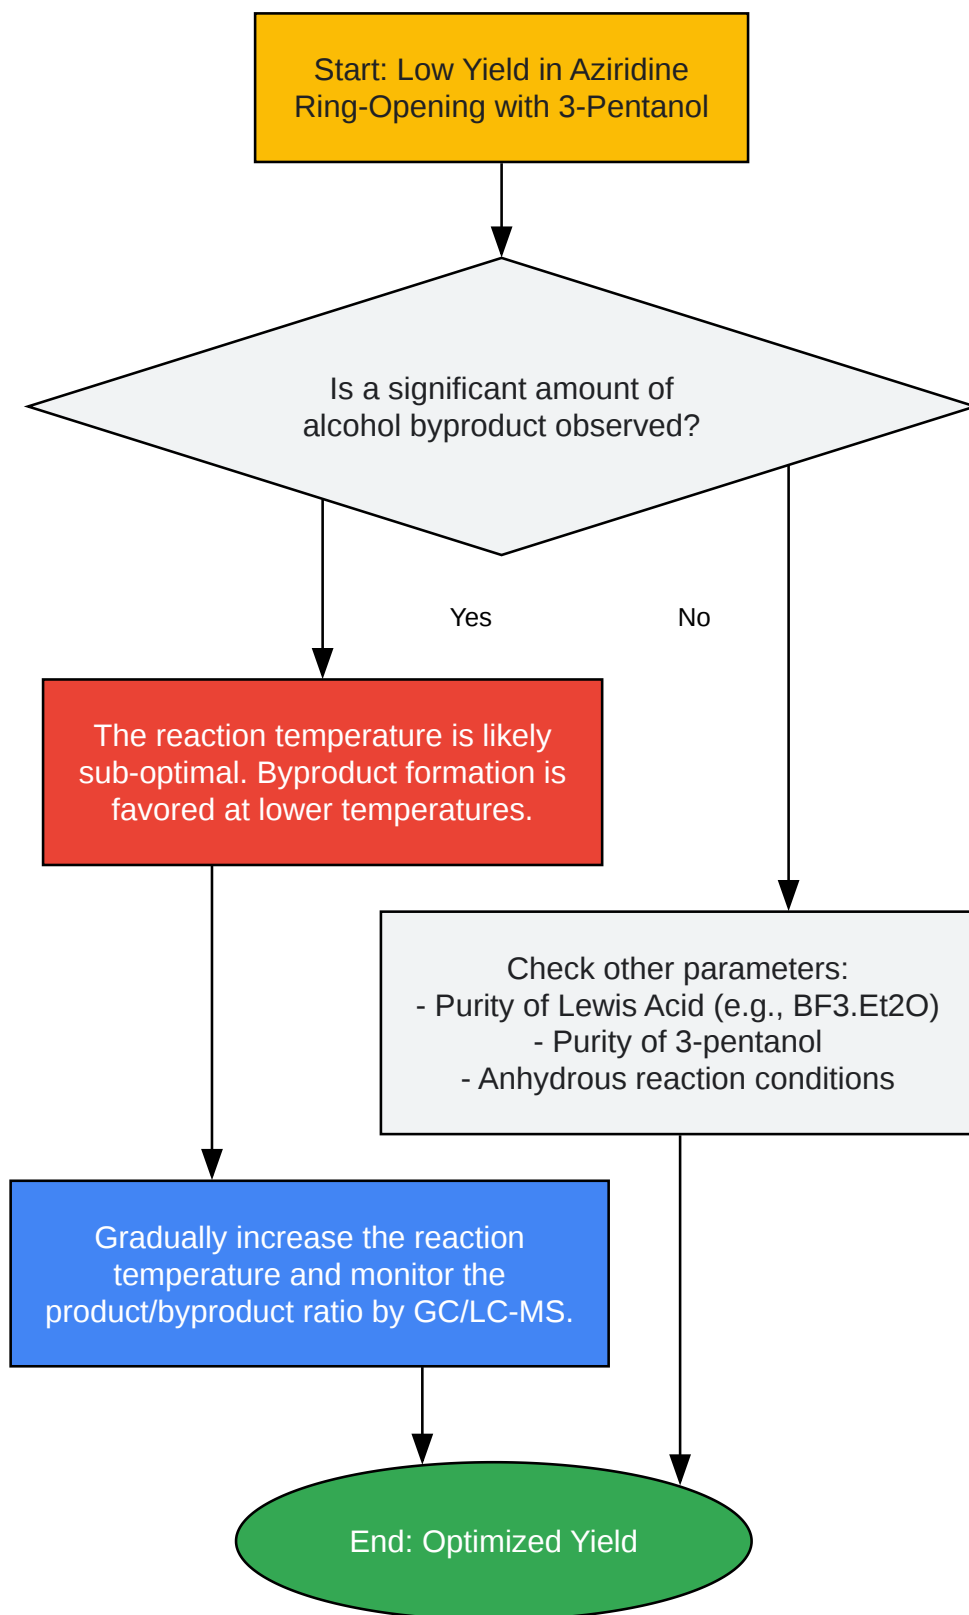 Start: Low Yield in Aziridine
Ring-Opening with 3-Pentanol
Is a significant amount of
alcohol byproduct observed?
Yes
No
The reaction temperature is likely
sub-optimal. Byproduct formation is
favored at lower temperatures.
Check other parameters:
- Purity of Lewis Acid (e.g., BF3.Et2O)
- Purity of 3-pentanol
- Anhydrous reaction conditions
Gradually increase the reaction
temperature and monitor the
product/byproduct ratio by GC/LC-MS.
End: Optimized Yield